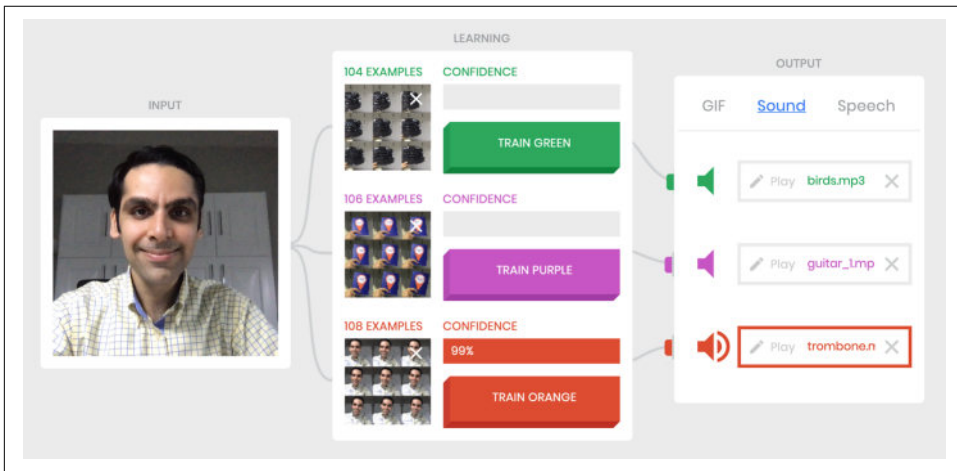 LEARNING
OUTPUT
INPUT
104 EXAMPLES CONFIDENCE
TRAIN GREEN
106 EXAMPLES CONFIDENCE
TRAIN PURPLE
108 EXAMPLES CONFIDENCE
99%
TRAIN ORANGE
GIF Sound Speech
Play birds.mp3
Play guitar_1.mp
Play trombone.m